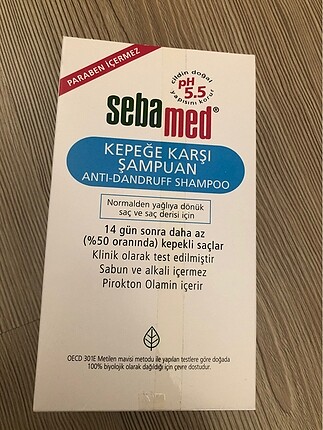 PARABEN İÇERMEZ
cildin doğal
pH
5.5
yapısını korur
sebamed®
KEPEĞE KARŞI
ŞAMPUAN
ANTI-DANDRUFF SHAMPOO
Normalden yağlıya dönük
saç ve saç derisi için
14 gün sonra daha az
(%50 oranında) kepekli saçlar
Klinik olarak test edilmiştir
Sabun ve alkali içermez
Pirokton Olamin içerir
OECD 301E Metilen mavisi metodu ile yapılan testlere göre doğada
100% biyolojik olarak dağıldığı için çevre dostudur.